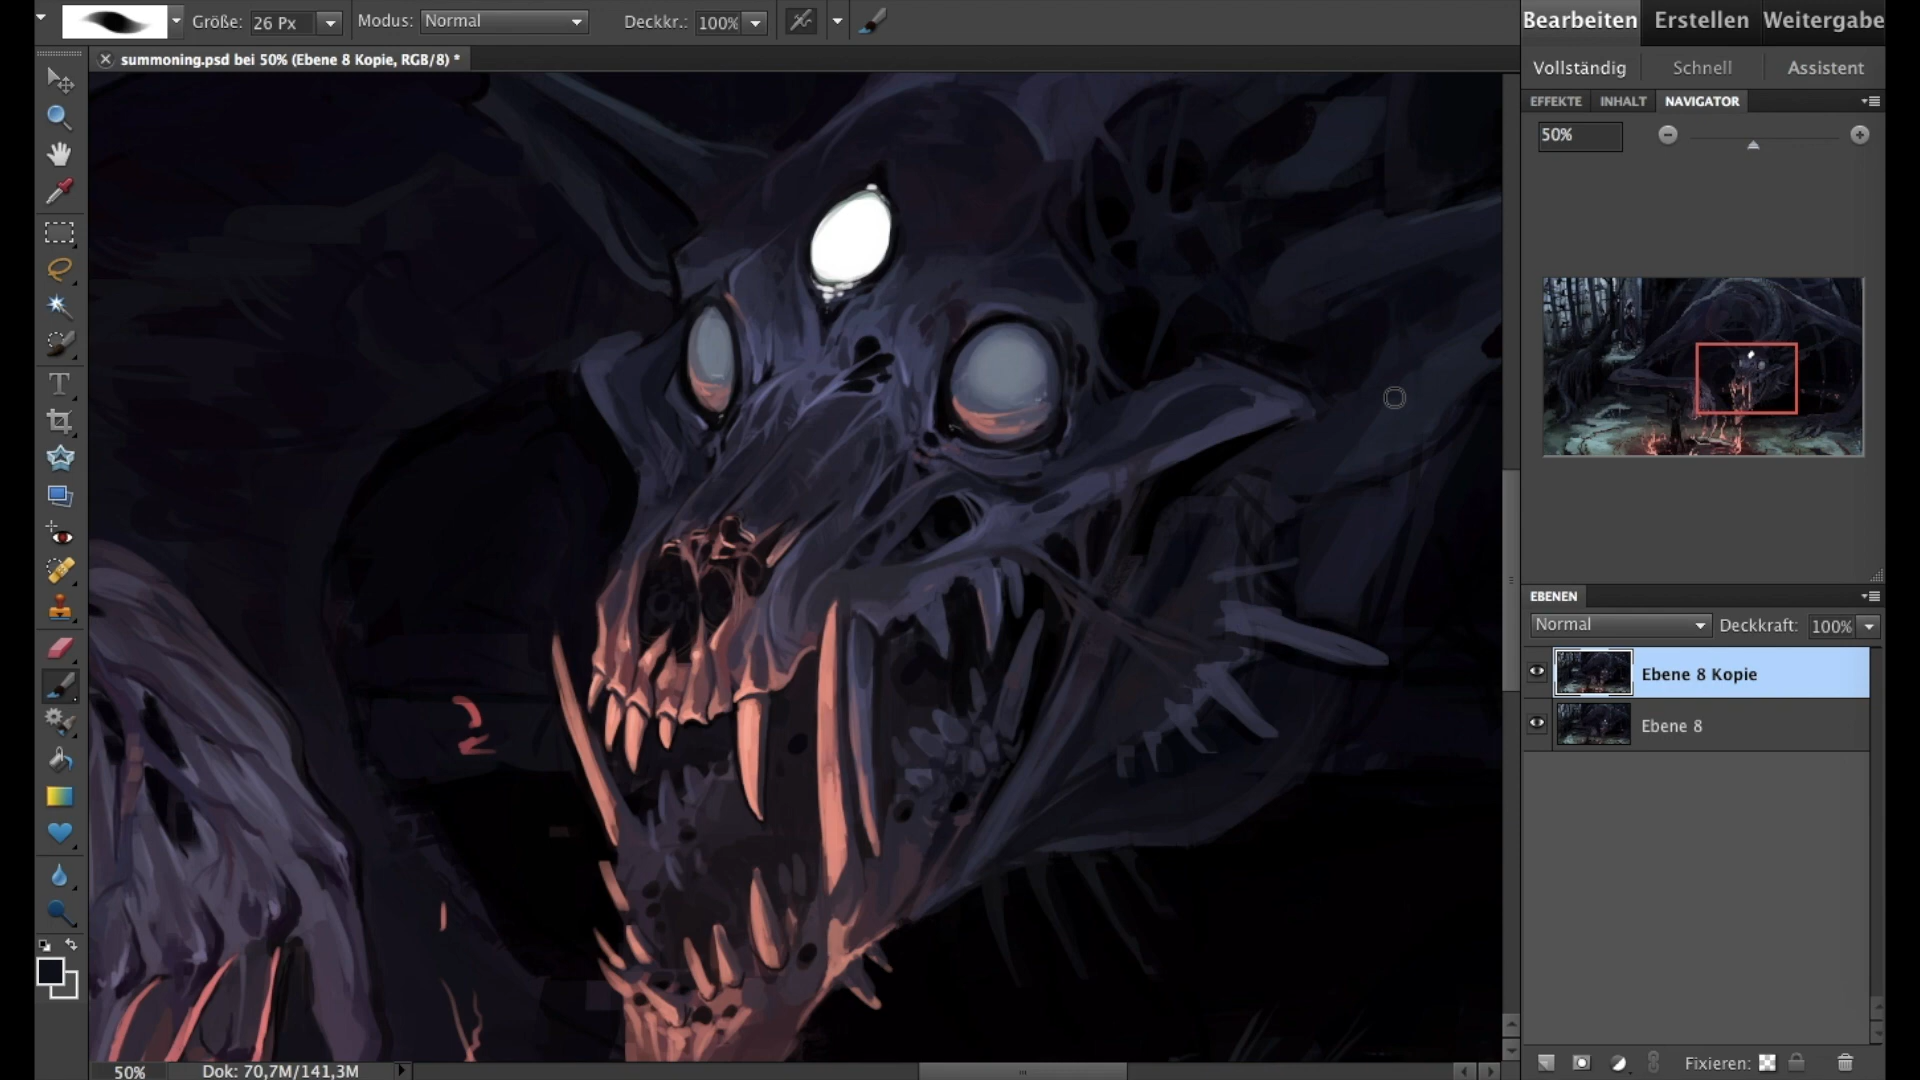 Größe: 26 Px Modus: Normal Deckkr.: 100%
Bearbeiten Erstellen Weitergabe
summoning.psd bei 50% (Ebene 8 Kopie, RGB/8) *
Vollständig Schnell Assistent
EFFEKTE INHALT NAVIGATOR
50%
T
EBENEN
Normal Deckkraft: 100%
Ebene 8 Kopie
Ebene 8
Fixieren:
50% Dok: 70,7M/141,3M